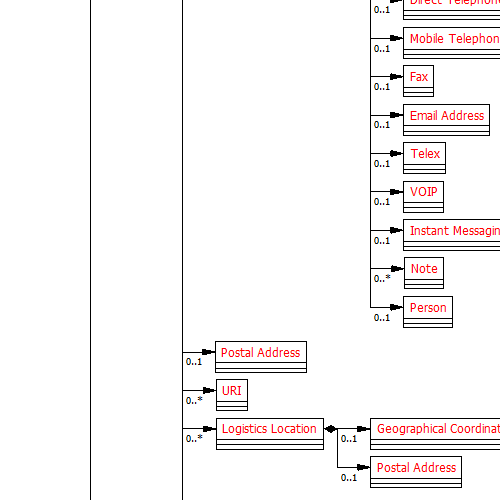 Direct Telephone
0..1
Mobile Telephon
0..1
Fax
0..1
Email Address
0..1
Telex
0..1
VOIP
0..1
Instant Messagin
0..1
Note
0..*
Person
0..1
Postal Address
0..1
URI
0..*
Logistics Location
0..*
Geographical Coordinat
0..1
Postal Address
0..1